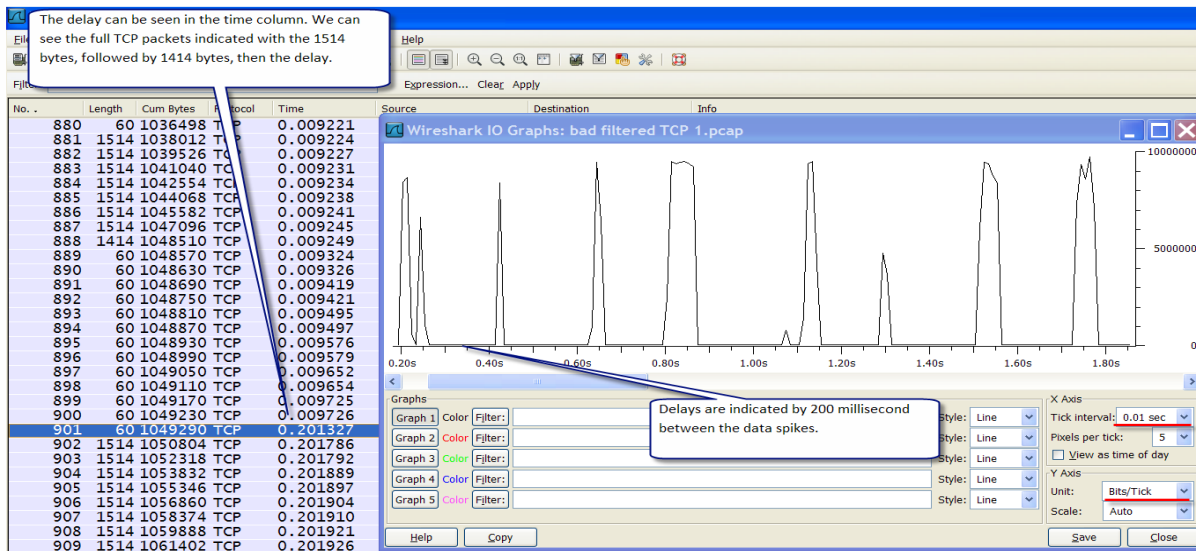 The delay can be seen in the time column. We can
see the full TCP packets indicated with the 1514
bytes, followed by 1414 bytes, then the delay.
Help
Expression... Clear Apply
No. . Length Cum Bytes Time
Source Destination Info
880 60 1036498 TCP 0.009221
881 1514 1038012 TCP 0.009224
882 1514 1039526 TCP 0.009227
883 1514 1041040 TCP 0.009231
884 1514 1042554 TCP 0.009234
885 1514 1044068 TCP 0.009238
886 1514 1045582 TCP 0.009241
887 1514 1047096 TCP 0.009245
888 1414 1048510 TCP 0.009249
889 60 1048570 TCP 0.009324
890 60 1048630 TCP 0.009326
891 60 1048690 TCP 0.009419
892 60 1048750 TCP 0.009421
893 60 1048810 TCP 0.009495
894 60 1048870 TCP 0.009497
895 60 1048930 TCP 0.009576
896 60 1048990 TCP 0.009579
897 60 1049050 TCP 0.009652
898 60 1049110 TCP 0.009654
899 60 1049170 TCP 0.009725
900 60 1049230 TCP 0.009726
901 60 1049290 TCP 0.201327
902 1514 1050804 TCP 0.201786
903 1514 1052318 TCP 0.201792
904 1514 1053832 TCP 0.201889
905 1514 1055346 TCP 0.201897
906 1514 1056860 TCP 0.201904
907 1514 1058374 TCP 0.201910
908 1514 1059888 TCP 0.201921
909 1514 1061402 TCP 0.201926
Wireshark IO Graphs: bad filtered TCP 1.pcap
10000000
5000000
0
0.20s 0.40s 0.60s 0.80s 1.00s 1.20s 1.40s 1.60s 1.80s
Graphs
Graph 1 Color Filter: Style: Line
Graph 2 Color Filter: Style: Line
Graph 3 Color Filter: Style: Line
Graph 4 Color Filter: Style: Line
Graph 5 Color Filter: Style: Line
Delays are indicated by 200 millisecond
between the data spikes.
X Axis
Tick interval: 0.01 sec
Pixels per tick: 5
View as time of day
Y Axis
Unit: Bits/Tick
Scale: Auto
Help Copy Save Close